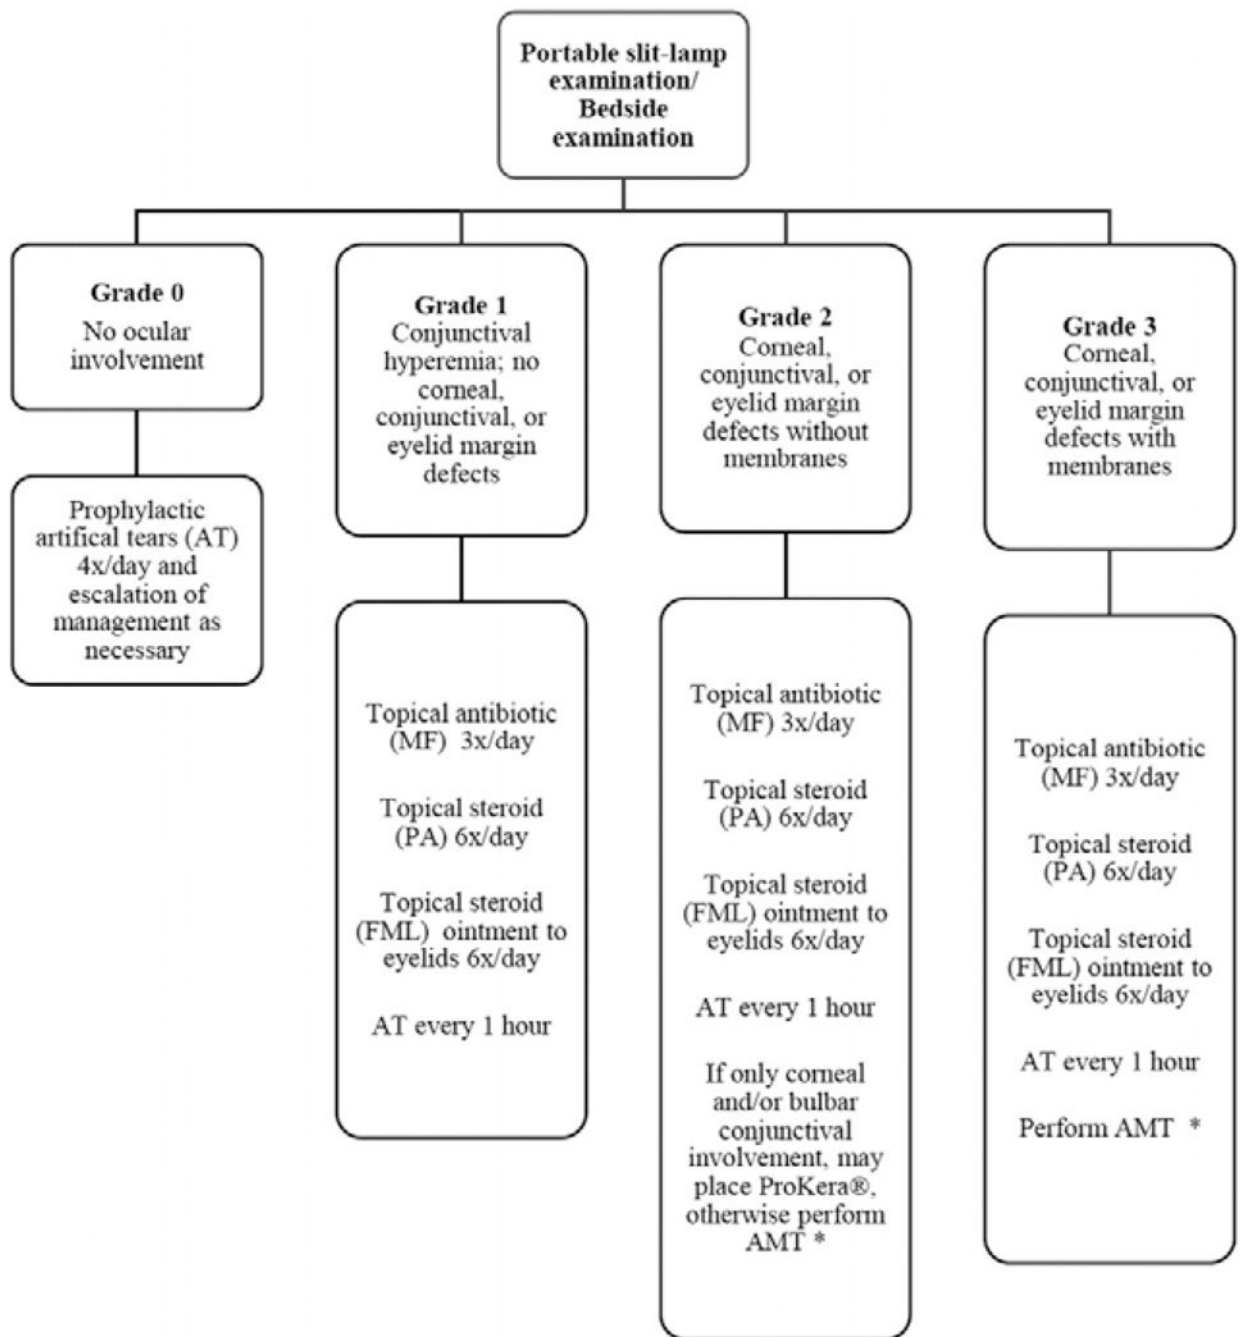 Portable slit-lamp
examination/
Bedside
examination
Grade 0
No ocular
involvement
Prophylactic
artifical tears (AT)
4x/day and
escalation of
management as
necessary
Grade 1
Conjunctival
hyperemia; no
corneal,
conjunctival, or
eyelid margin
defects
Topical antibiotic
(MF) 3x/day
Topical steroid
(PA) 6x/day
Topical steroid
(FML) ointment to
eyelids 6x/day
AT every 1 hour
Grade 2
Corneal,
conjunctival, or
eyelid margin
defects without
membranes
Topical antibiotic
(MF) 3x/day
Topical steroid
(PA) 6x/day
Topical steroid
(FML) ointment to
eyelids 6x/day
AT every 1 hour
If only corneal
and/or bulbar
conjunctival
involvement, may
place ProKera®,
otherwise perform
AMT *
Grade 3
Corneal,
conjunctival, or
eyelid margin
defects with
membranes
Topical antibiotic
(MF) 3x/day
Topical steroid
(PA) 6x/day
Topical steroid
(FML) ointment to
eyelids 6x/day
AT every 1 hour
Perform AMT *